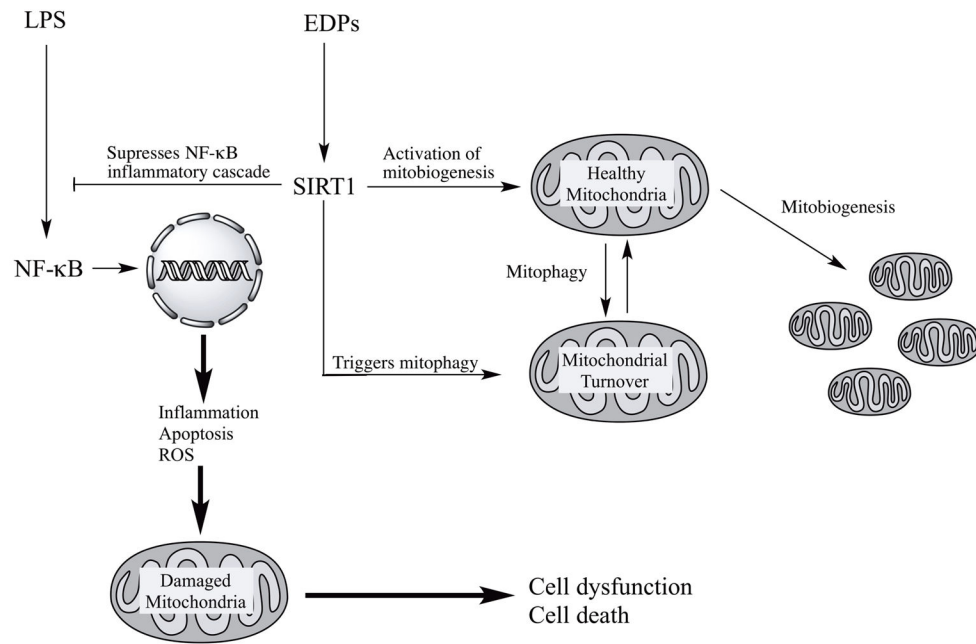 LPS
EDPs
Supresses NF-κB
inflammatory cascade
SIRT1
Activation of
mitobiogenesis
Healthy
Mitochondria
Mitobiogenesis
NF-κB
Mitophagy
Triggers mitophagy
Mitochondrial
Turnover
Inflammation
Apoptosis
ROS
Damaged
Mitochondria
Cell dysfunction
Cell death